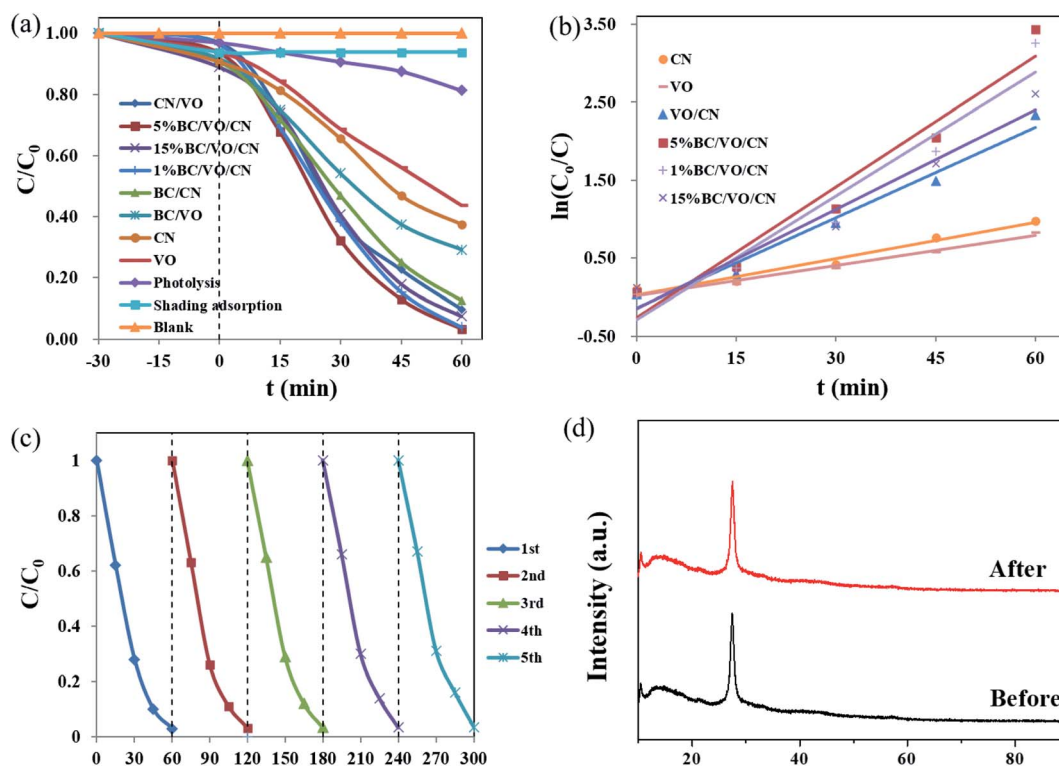 (a)
C/C0
1.00
0.80
0.60
0.40
0.20
0.00
CN/VO
5%BC/VO/CN
15%BC/VO/CN
1%BC/VO/CN
BC/CN
BC/VO
CN
VO
Photolysis
Shading adsorption
Blank
-30 -15 0 15 30 45 60
t (min)
(b)
ln(C0/C)
3.50
2.50
1.50
0.50
-0.50
CN
VO
VO/CN
5%BC/VO/CN
1%BC/VO/CN
15%BC/VO/CN
0 15 30 45 60
t (min)
(c)
C/C0
1
0.8
0.6
0.4
0.2
0
0 30 60 90 120 150 180 210 240 270 300
1st
2nd
3rd
4th
5th
(d)
Intensity (a.u.)
After
Before
20 40 60 80